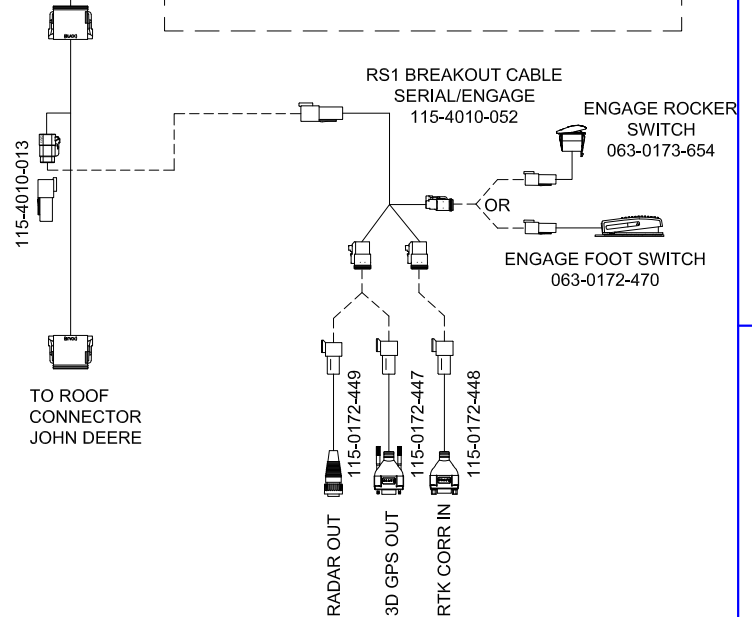 RS1 BREAKOUT CABLE
SERIAL/ENGAGE
115-4010-052
ENGAGE ROCKER
SWITCH
063-0173-654
115-4010-013
OR
ENGAGE FOOT SWITCH
063-0172-470
TO ROOF
CONNECTOR
JOHN DEERE
115-0172-449
115-0172-447
115-0172-448
RADAR OUT
3D GPS OUT
RTK CORR IN